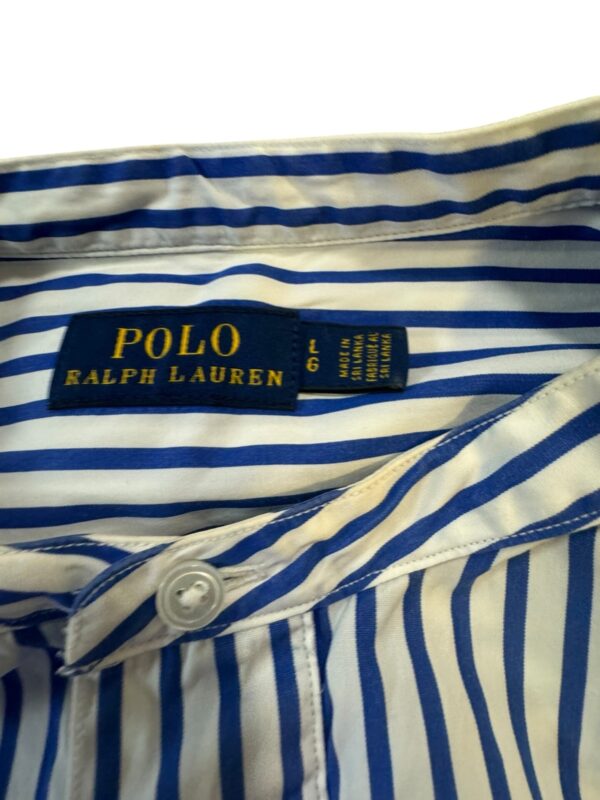 POLO
RALPH LAUREN
L
G
MADE IN
SRI LANKA
FABRIQUE AU
SRI LANKA